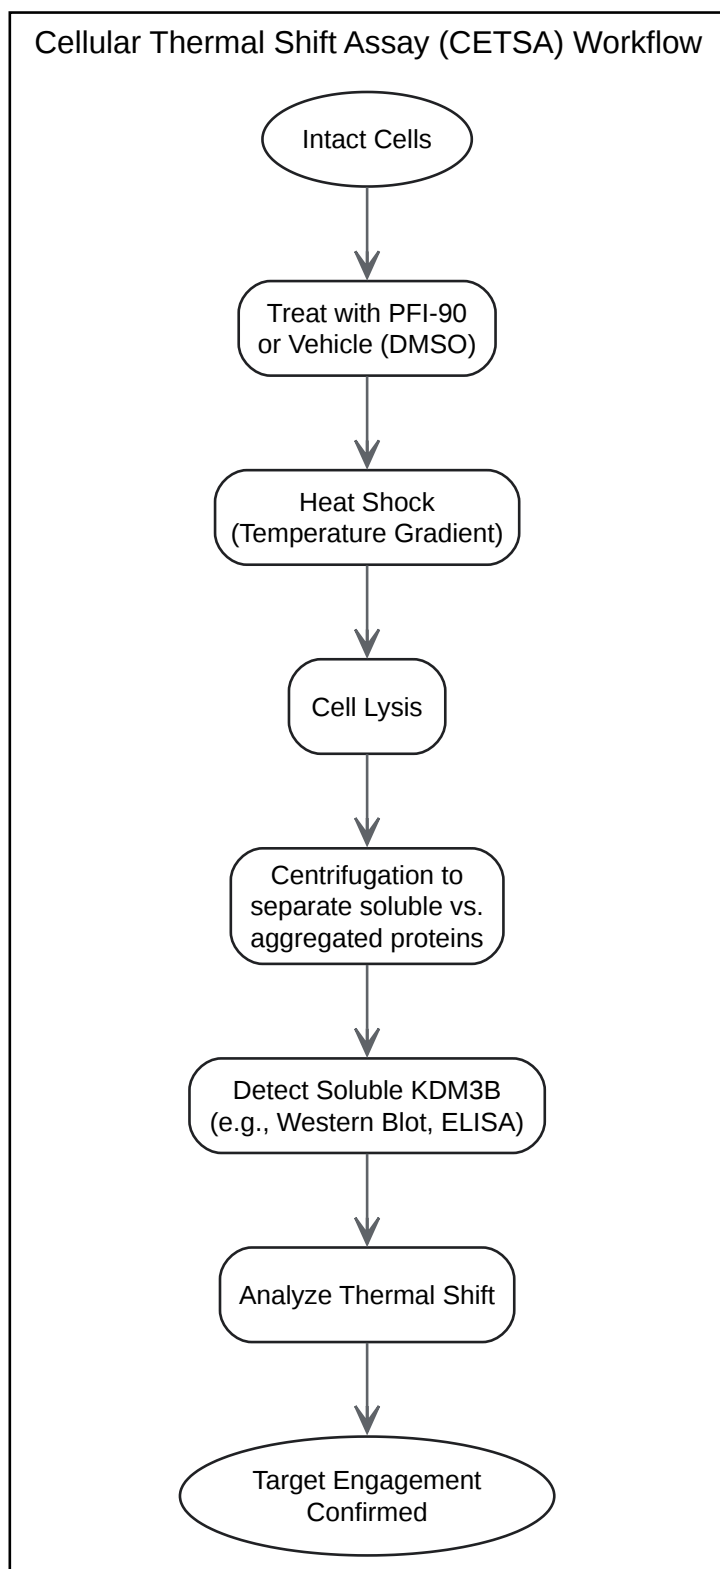 Cellular Thermal Shift Assay (CETSA) Workflow
Intact Cells
Treat with PFI-90
or Vehicle (DMSO)
Heat Shock
(Temperature Gradient)
Cell Lysis
Centrifugation to
separate soluble vs.
aggregated proteins
Detect Soluble KDM3B
(e.g., Western Blot, ELISA)
Analyze Thermal Shift
Target Engagement
Confirmed